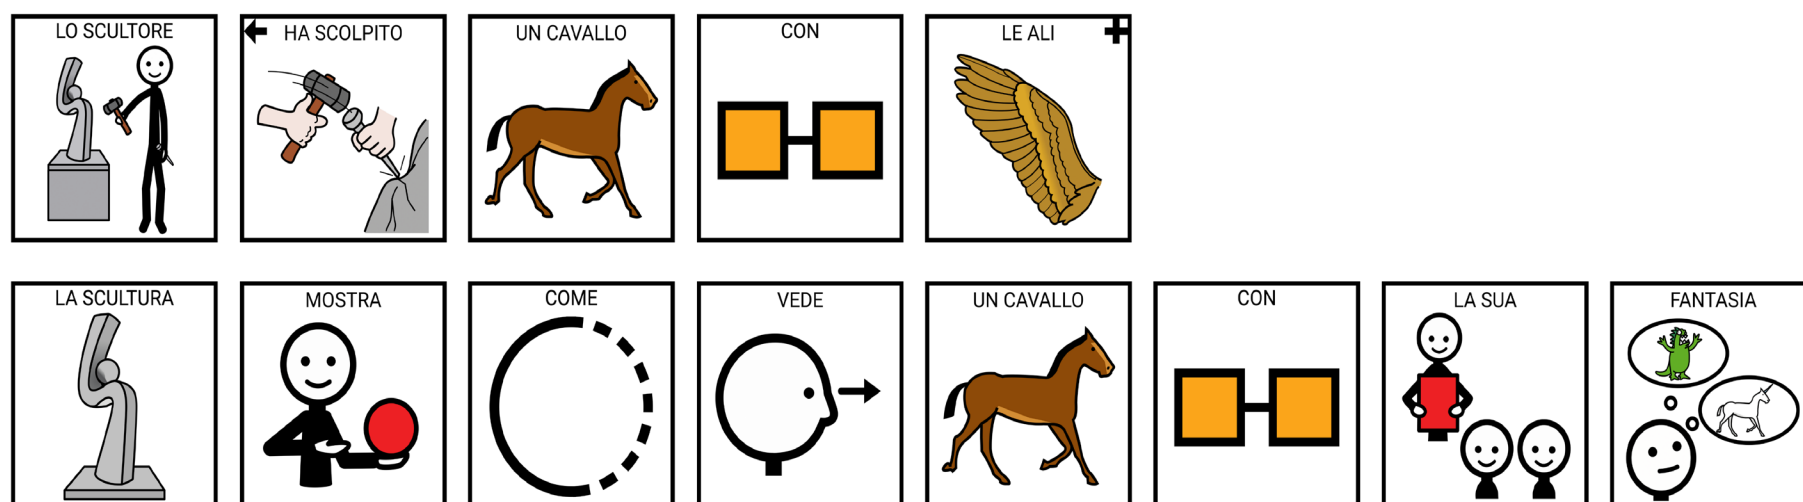 LO SCULTORE HA SCOLPITO UN CAVALLO CON LE ALI
LA SCULTURA MOSTRA COME VEDE UN CAVALLO CON LA SUA FANTASIA